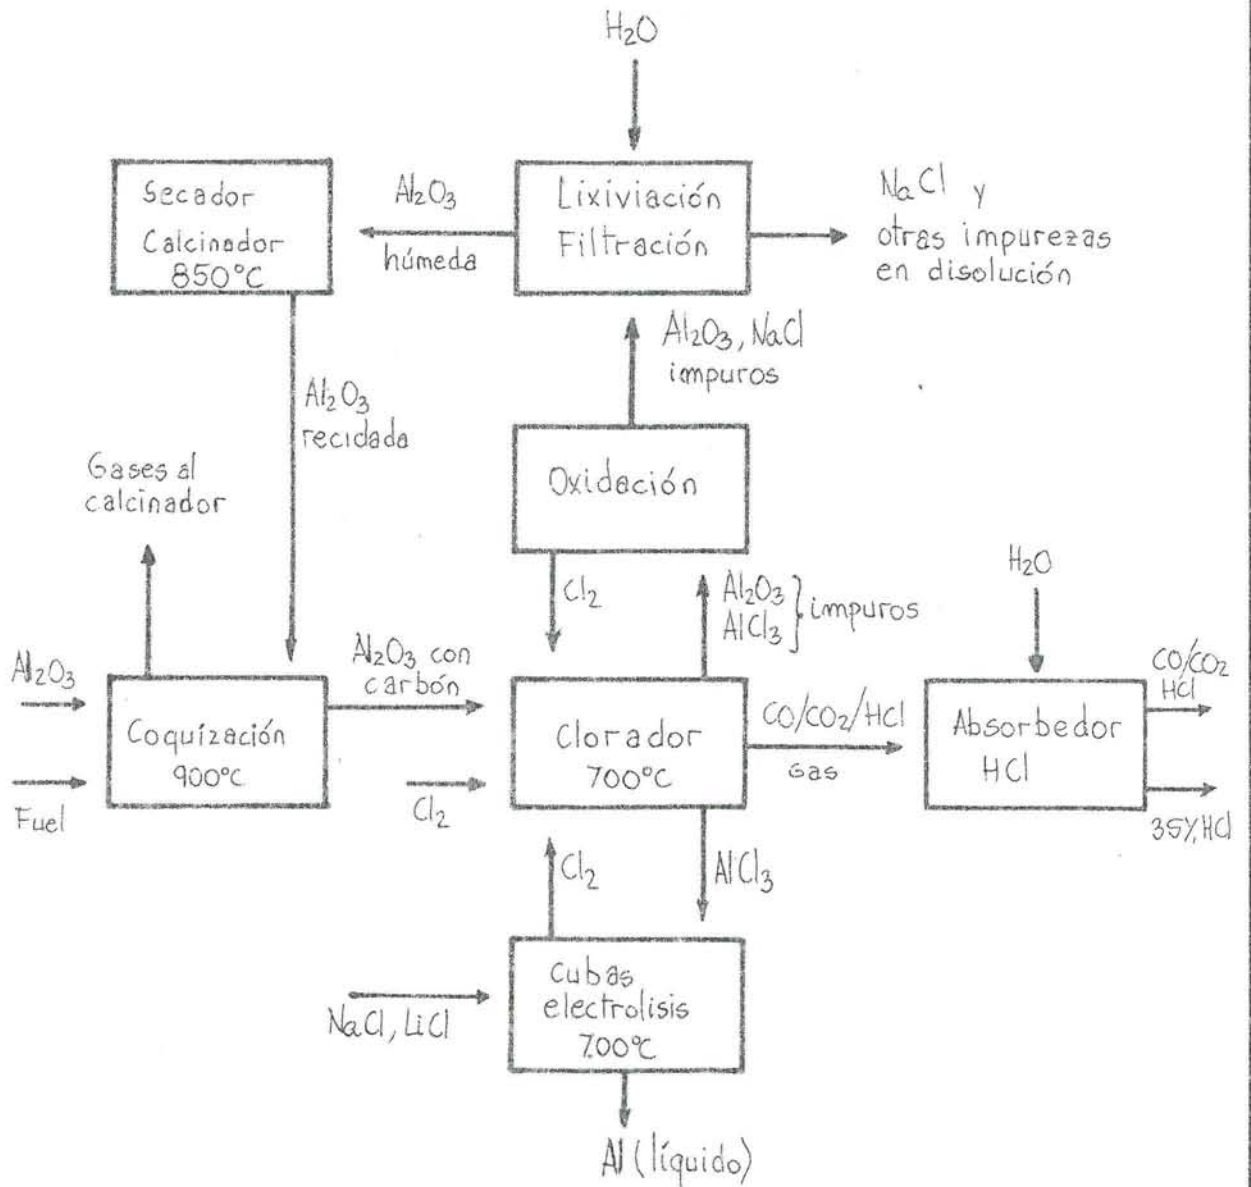 H₂O
Secador
Calcinador
850°C
Al₂O₃
húmeda
Lixiviación
Filtración
NaCl y
otras impurezas
en disolución
Al₂O₃, NaCl
impuros
Al₂O₃
recidada
Gases al
calcinador
Oxidación
Cl₂
Al₂O₃
AlCl₃
impuros
H₂O
Al₂O₃
Fuel
Coquización
900°C
Al₂O₃ con
carbón
Cl₂
Clorador
700°C
CO/CO₂/HCl
Gas
Absorbedor
HCl
CO/CO₂
HCl
35% HCl
Cl₂
AlCl₃
NaCl, LiCl
Cubas
electrolisis
700°C
Al (líquido)